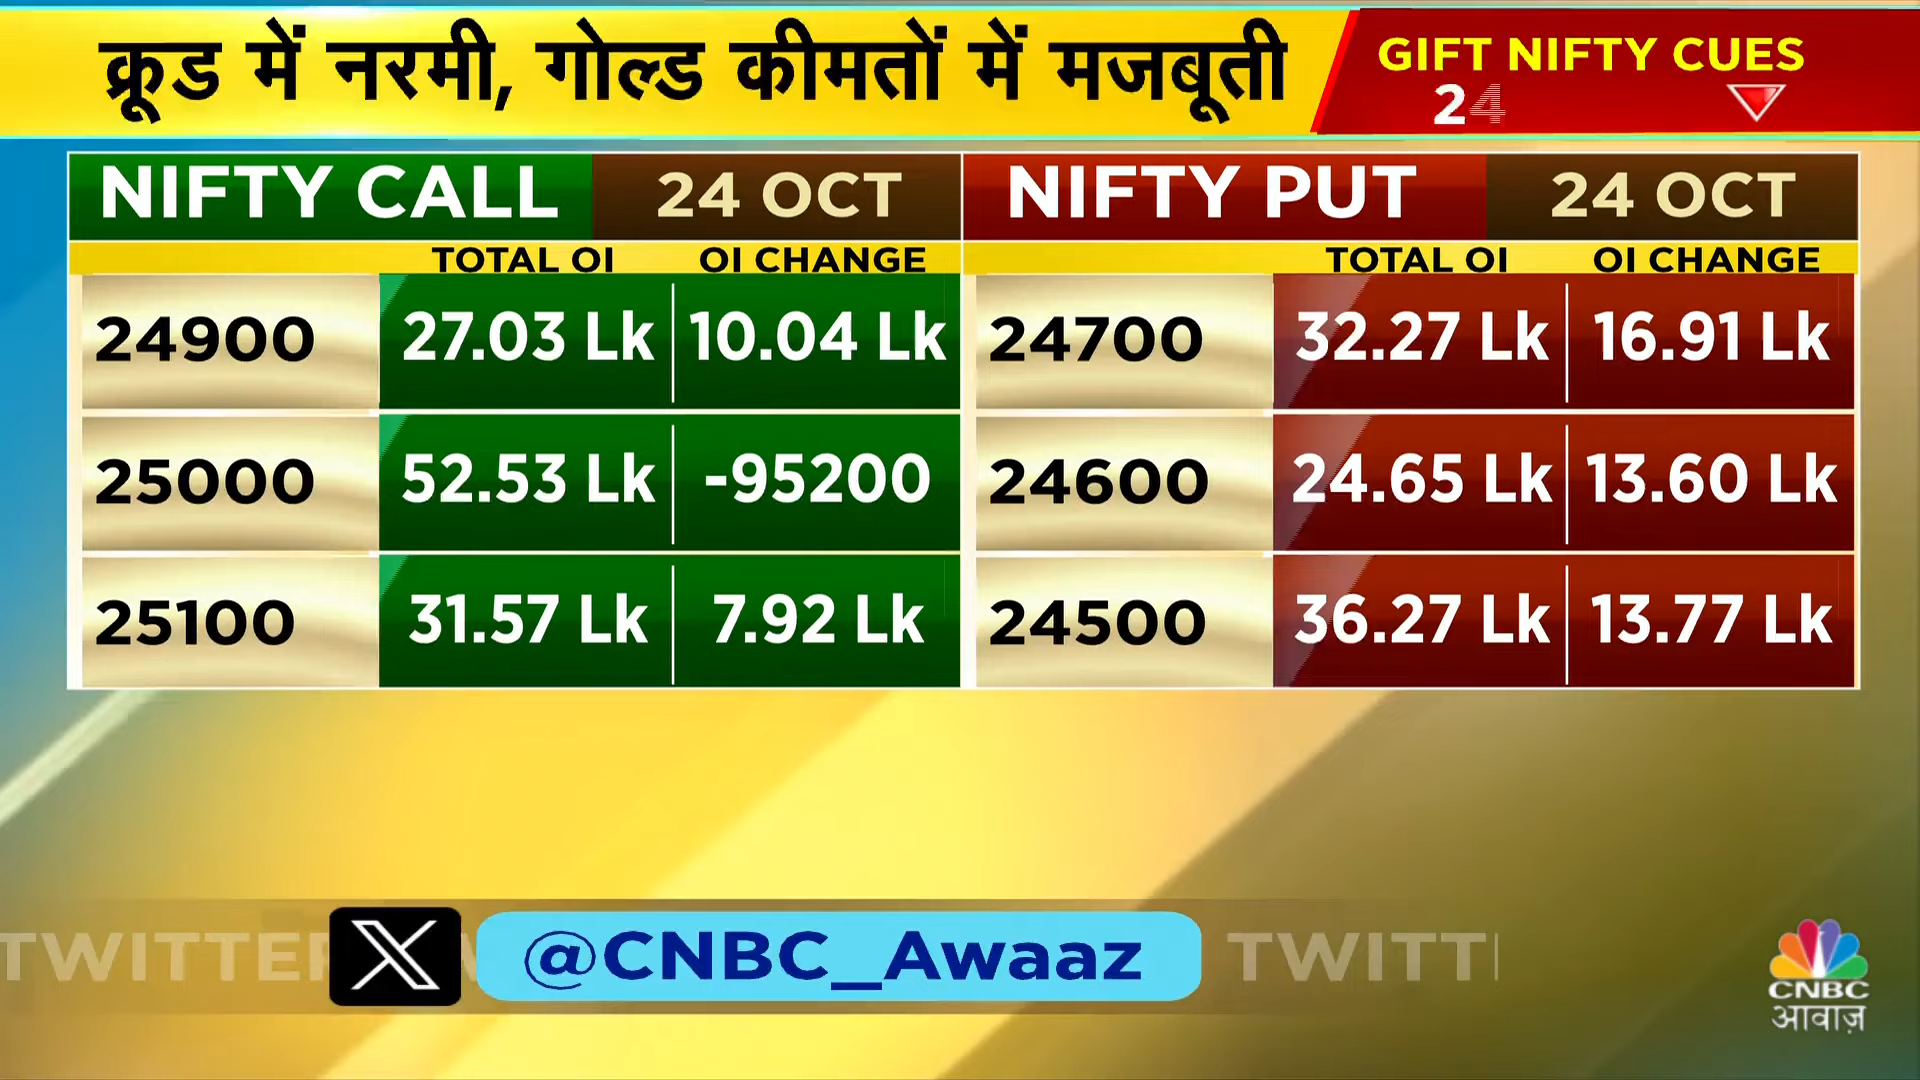 क्रूड में नरमी, गोल्ड कीमतों में मजबूती
GIFT NIFTY CUES
24
NIFTY CALL 24 OCT NIFTY PUT 24 OCT
TOTAL OI OI CHANGE TOTAL OI OI CHANGE
24900 27.03 Lk 10.04 Lk 24700 32.27 Lk 16.91 Lk
25000 52.53 Lk -95200 24600 24.65 Lk 13.60 Lk
25100 31.57 Lk 7.92 Lk 24500 36.27 Lk 13.77 Lk
TWITTER X @CNBC_Awaaz TWITT
CNBC
आवाज़